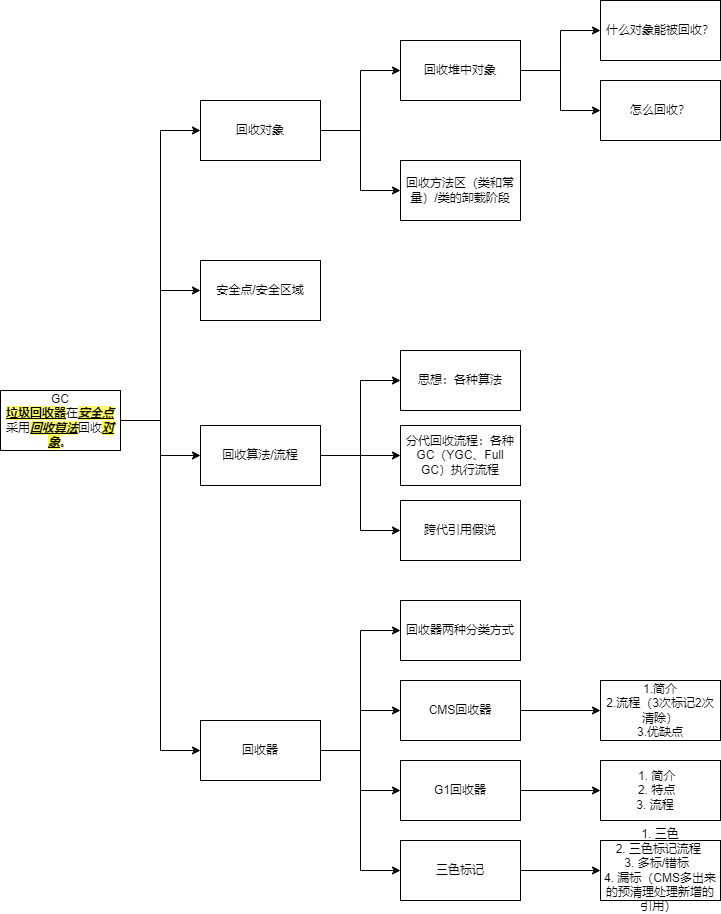 什么对象能被回收？
回收堆中对象
怎么回收？
回收对象
回收方法区（类和常
量）/类的卸载阶段
安全点/安全区域
GC
垃圾回收器在安全点
采用回收算法回收对
象。
思想：各种算法
回收算法/流程
分代回收流程：各种
GC（YGC、Full
GC）执行流程
跨代引用假说
回收器两种分类方式
回收器
CMS回收器
1.简介
2.流程（3次标记2次
清除）
3.优缺点
G1回收器
1. 简介
2. 特点
3. 流程
三色标记
1. 三色
2. 三色标记流程
3. 多标/错标
4. 漏标（CMS多出来
的预清理处理新增的
引用）